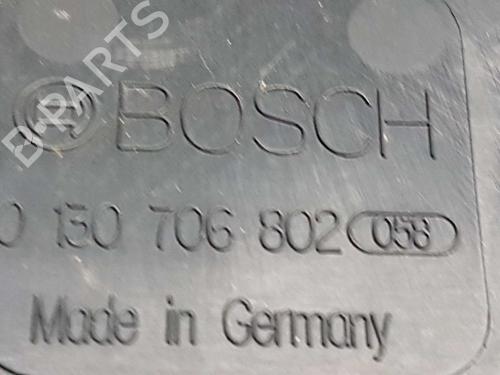 B-PARTS
BOSCH
0 130 706 802 058
Made in Germany